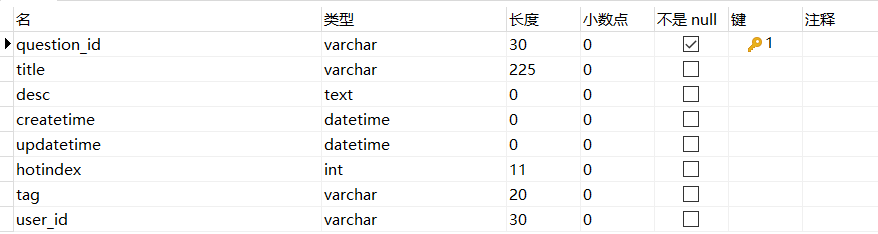 名 类型 长度 小数点 不是 null 键 注释
question_id varchar 30 0 1
title varchar 225 0
desc text 0 0
createtime datetime 0 0
updatetime datetime 0 0
hotindex int 11 0
tag varchar 20 0
user_id varchar 30 0